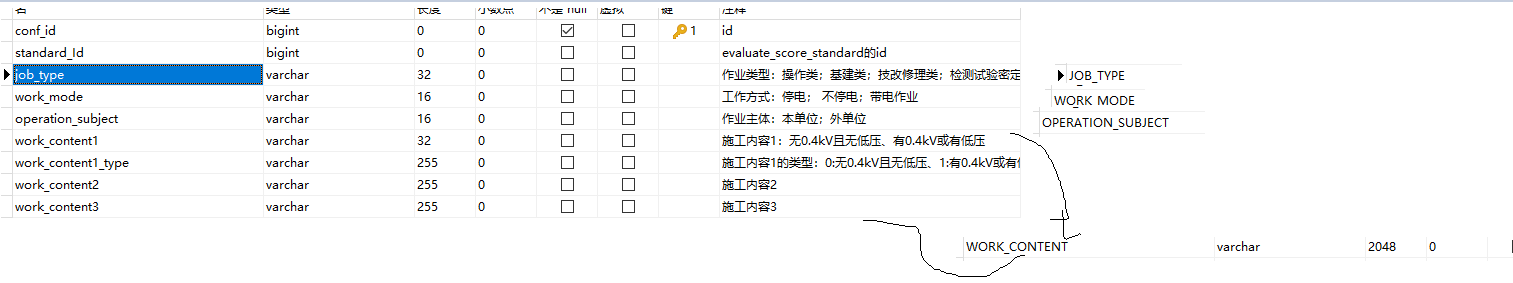 名 类型 长度 小数点 不是 null 虚拟 键 注释
conf_id bigint 0 0 1 id
standard_Id bigint 0 0 evaluate_score_standard的id
job_type varchar 32 0 作业类型：操作类；基建类；技改修理类；检测试验密定 JOB_TYPE
work_mode varchar 16 0 工作方式：停电； 不停电；带电作业 WORK MODE
operation_subject varchar 16 0 作业主体：本单位；外单位 OPERATION_SUBJECT
work_content1 varchar 32 0 施工内容1：无0.4kV且无低压、有0.4kV或有低压
work_content1_type varchar 255 0 施工内容1的类型：0:无0.4kV且无低压、1:有0.4kV或有低
work_content2 varchar 255 0 施工内容2
work_content3 varchar 255 0 施工内容3
WORK_CONTENT varchar 2048 0